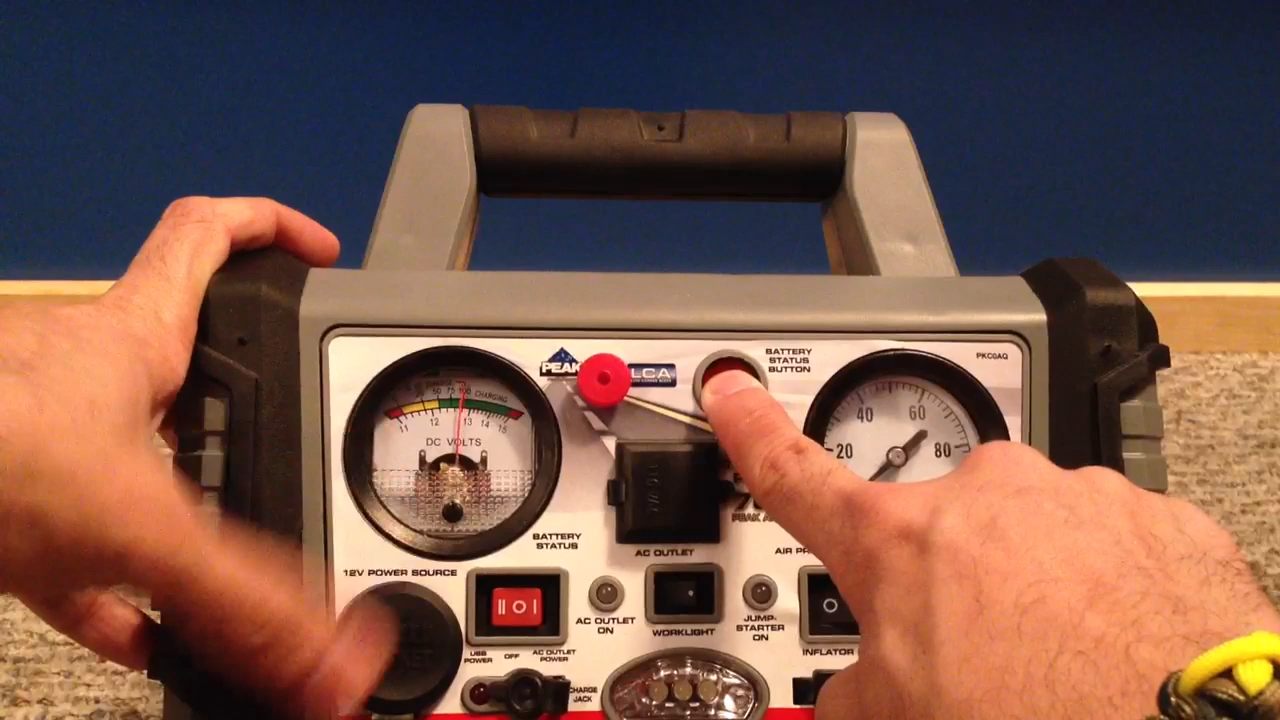 PEAK
LCA
BATTERY
STATUS
BUTTON
PKC0AQ
50 75 100 CHARGING
11 12 13 14 15
DC VOLTS
20 40 60 80
BATTERY
STATUS
AC OUTLET
PEAK
AIR
12V POWER SOURCE
II O I
AC OUTLET
ON
WORKLIGHT
JUMP-
STARTER
ON
O
INFLATOR
USB
POWER
OFF
AC OUTLET
POWER
CHARGE
JACK